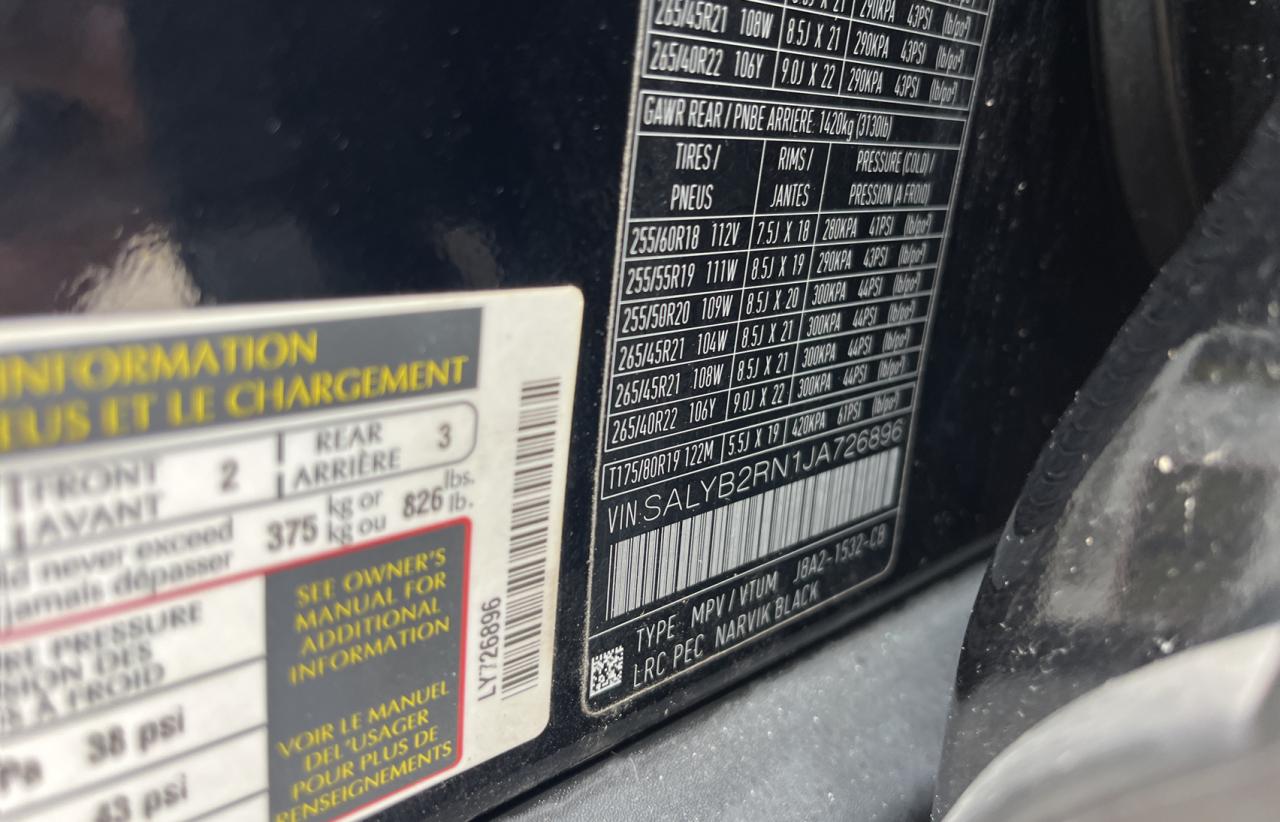 265/45R21 108W 8.5J X 21 290KPA 43PSI (lb/po²)
265/40R22 106Y 9.0J X 22 290KPA 43PSI (lb/po²)
GAWR REAR / PNBE ARRIERE: 1420kg (3130lb)
TIRES / RIMS / PRESSURE (COLD) /
PNEUS JANTES PRESSION (A FROID)
255/60R18 112V 7.5J X 18 280KPA 41PSI (lb/po²)
255/55R19 111W 8.5J X 19 290KPA 43PSI (lb/po²)
255/50R20 109W 8.5J X 20 300KPA 44PSI (lb/po²)
265/45R21 104W 8.5J X 21 300KPA 44PSI (lb/po²)
265/45R21 108W 8.5J X 21 300KPA 44PSI (lb/po²)
265/40R22 106Y 9.0J X 22 300KPA 44PSI (lb/po²)
T175/80R19 122M 5.5J X 19 420KPA 61PSI (lb/po²)
VIN:SALYB2RN1JA726896
TYPE: MPV / VTUM J8A2-1532-CB
LRC PEC NARVIK BLACK
INFORMATION
ET LE CHARGEMENT
FRONT 2 REAR 3
AVANT ARRIÈRE
never exceed 375 kg or 826 lbs.
jamais dépasser kg ou lb.
PRESSURE
DES
À FROID
38 psi
43 psi
SEE OWNER'S
MANUAL FOR
ADDITIONAL
INFORMATION
VOIR LE MANUEL
DEL'USAGER
POUR PLUS DE
RENSEIGNEMENTS
LY726896